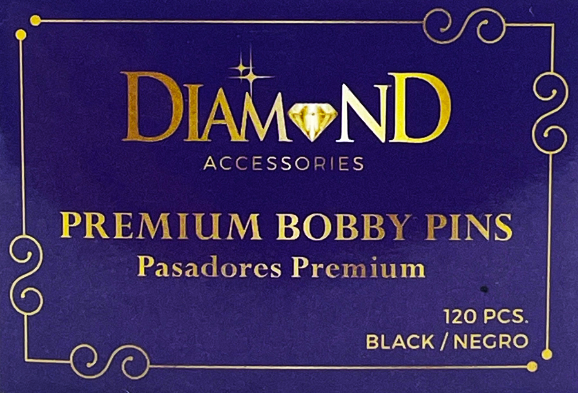 DIAMOND
ACCESSORIES
PREMIUM BOBBY PINS
Pasadores Premium
120 PCS.
BLACK / NEGRO